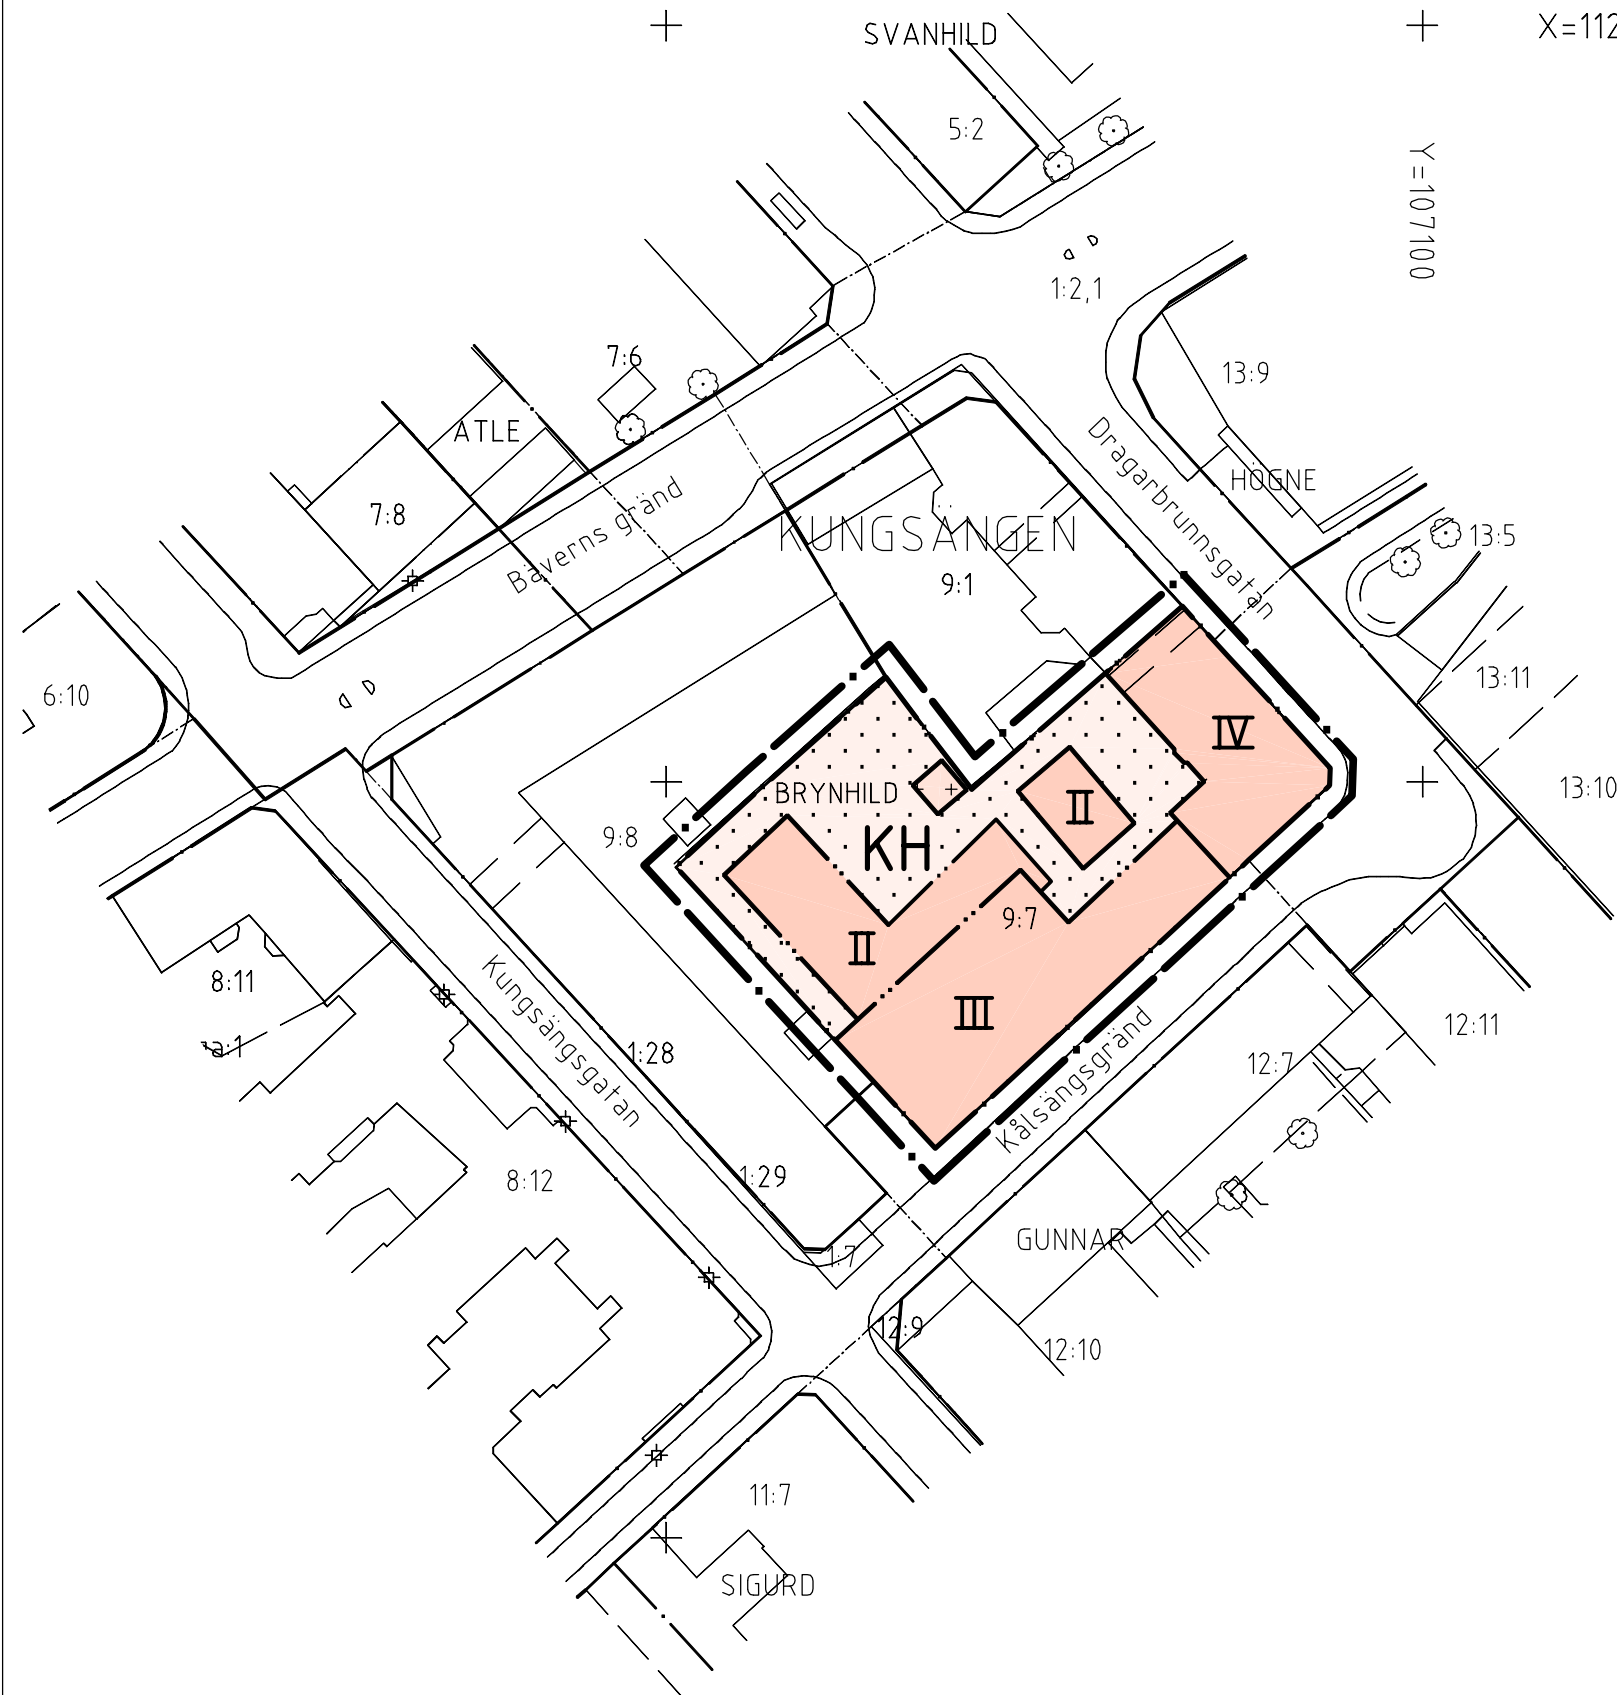 SVANHILD
X=112
5:2
Y=107100
1:2,1
7:6
13:9
ATLE
Dragarbrunnsgatan
HÖGNE
7:8
Bäverns gränd
KUNGSÄNGEN
13:5
9:1
6:10
13:11
IV
BRYNHILD
13:10
II
9:8
KH
9:7
II
8:11
Kungsängsgatan
III
12:11
1:28
Kålsängsgränd
12:7
8:12
1:29
GUNNAR
1:7
12:9
12:10
11:7
SIGURD